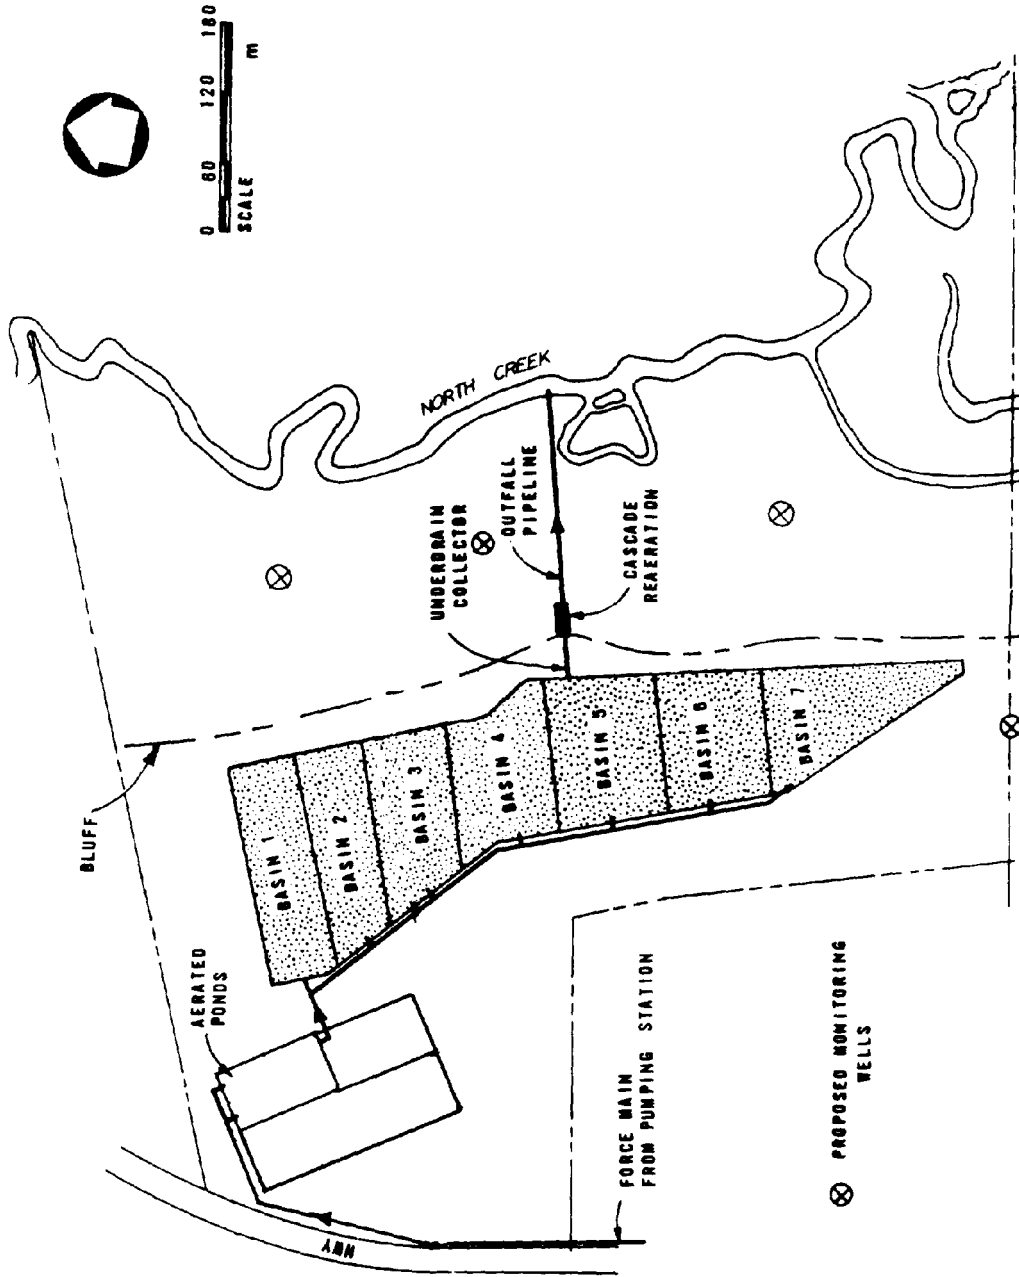 0 60 120 180
SCALE
m
NORTH CREEK
BLUFF
UNDERDRAIN
COLLECTOR
OUTFALL
PIPELINE
CASCADE
REAERATION
AERATED
PONDS
BASIN 1
BASIN 2
BASIN 3
BASIN 4
BASIN 5
BASIN 6
BASIN 7
HWY
FORCE MAIN
FROM PUMPING STATION
PROPOSED MONITORING
WELLS